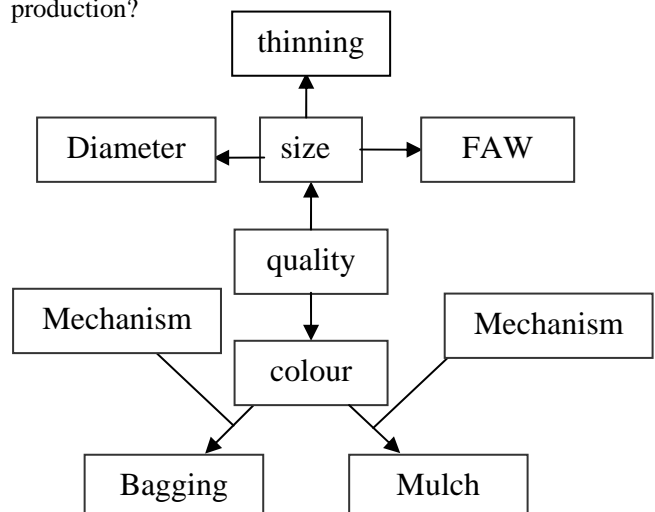 production?
thinning
Diameter size FAW
quality
Mechanism
Mechanism
colour
Bagging Mulch